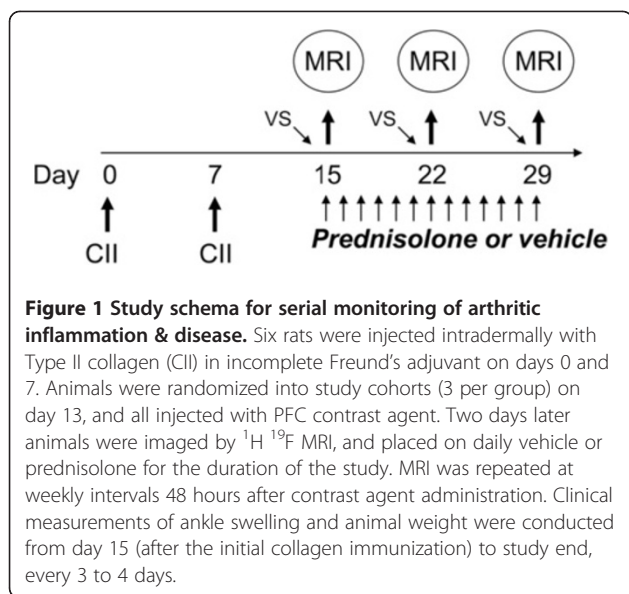 MRI MRI MRI
VS VS VS
Day 0 7 15 22 29
CII CII Prednisolone or vehicle
Figure 1 Study schema for serial monitoring of arthritic
inflammation & disease. Six rats were injected intradermally with
Type II collagen (CII) in incomplete Freund's adjuvant on days 0 and
7. Animals were randomized into study cohorts (3 per group) on
day 13, and all injected with PFC contrast agent. Two days later
animals were imaged by ¹H ¹⁹F MRI, and placed on daily vehicle or
prednisolone for the duration of the study. MRI was repeated at
weekly intervals 48 hours after contrast agent administration. Clinical
measurements of ankle swelling and animal weight were conducted
from day 15 (after the initial collagen immunization) to study end,
every 3 to 4 days.